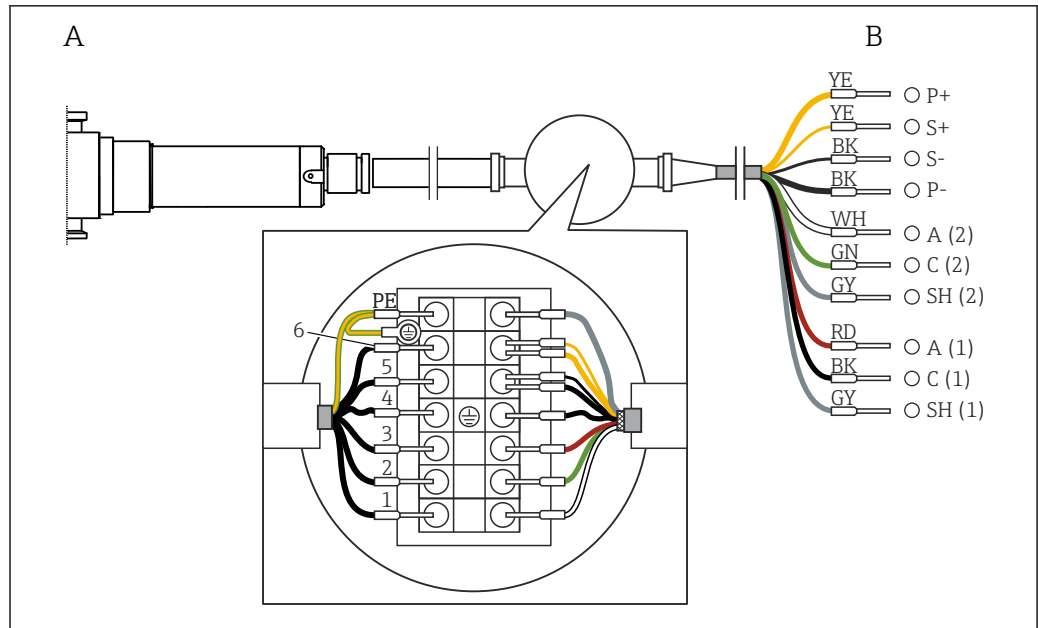 A
B
YE
P+
YE
S+
BK
S-
BK
P-
WH
A (2)
GN
C (2)
GY
SH (2)
RD
A (1)
BK
C (1)
GY
SH (1)
PE
6
5
4
3
2
1